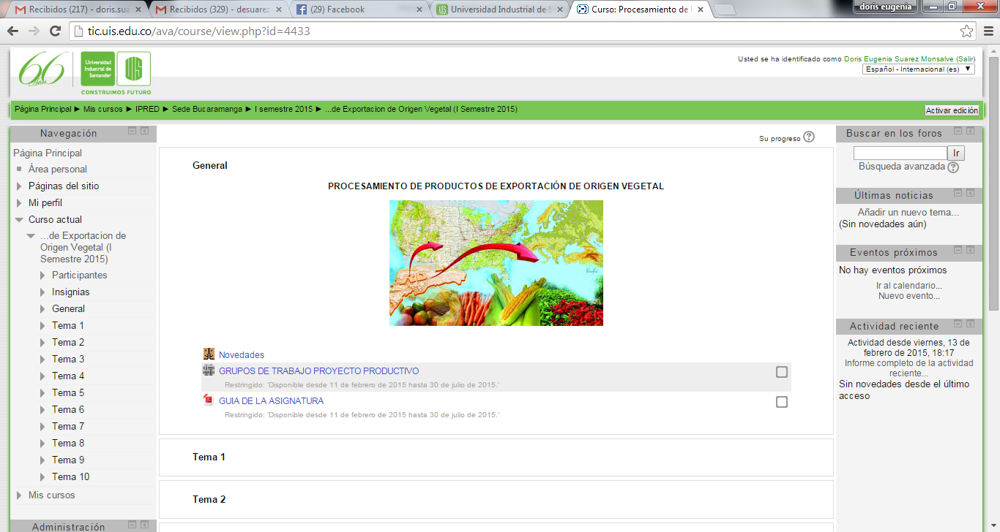 Recibidos (217) - doris.sua
Recibidos (329) - desuarez
(29) Facebook
Universidad Industrial de S
Curso: Procesamiento de
doris eugenia
tic.uis.edu.co/ava/course/view.php?id=4433
66
Años
Universidad
Industrial de
Santander
UIS
CONSTRUIMOS FUTURO
Usted se ha identificado como Doris Eugenia Suarez Monsalve (Salir)
Español - Internacional (es) ▼
Página Principal ► Mis cursos ► IPRED ► Sede Bucaramanga ► I semestre 2015 ► ...de Exportacion de Origen Vegetal (I Semestre 2015)
Activar edición
Navegación
Página Principal
Área personal
Páginas del sitio
Mi perfil
Curso actual
...de Exportacion de
Origen Vegetal (I
Semestre 2015)
Participantes
Insignias
General
Tema 1
Tema 2
Tema 3
Tema 4
Tema 5
Tema 6
Tema 7
Tema 8
Tema 9
Tema 10
Mis cursos
Administración
Su progreso
General
PROCESAMIENTO DE PRODUCTOS DE EXPORTACIÓN DE ORIGEN VEGETAL
Novedades
GRUPOS DE TRABAJO PROYECTO PRODUCTIVO
Restringido: 'Disponible desde 11 de febrero de 2015 hasta 30 de julio de 2015.'
GUIA DE LA ASIGNATURA
Restringido: 'Disponible desde 11 de febrero de 2015 hasta 30 de julio de 2015.'
Tema 1
Tema 2
Buscar en los foros
Ir
Búsqueda avanzada
Últimas noticias
Añadir un nuevo tema...
(Sin novedades aún)
Eventos próximos
No hay eventos próximos
Ir al calendario...
Nuevo evento...
Actividad reciente
Actividad desde viernes, 13 de
febrero de 2015, 18:17
Informe completo de la actividad
reciente...
Sin novedades desde el último
acceso